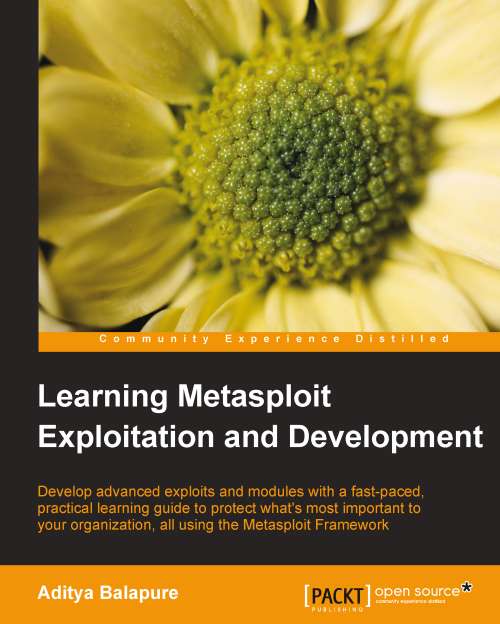 Community Experience Distilled
Learning Metasploit
Exploitation and Development
Develop advanced exploits and modules with a fast-paced,
practical learning guide to protect what's most important to
your organization, all using the Metasploit Framework
Aditya Balapure
[PACKT] open source*
PUBLISHING community experience distilled